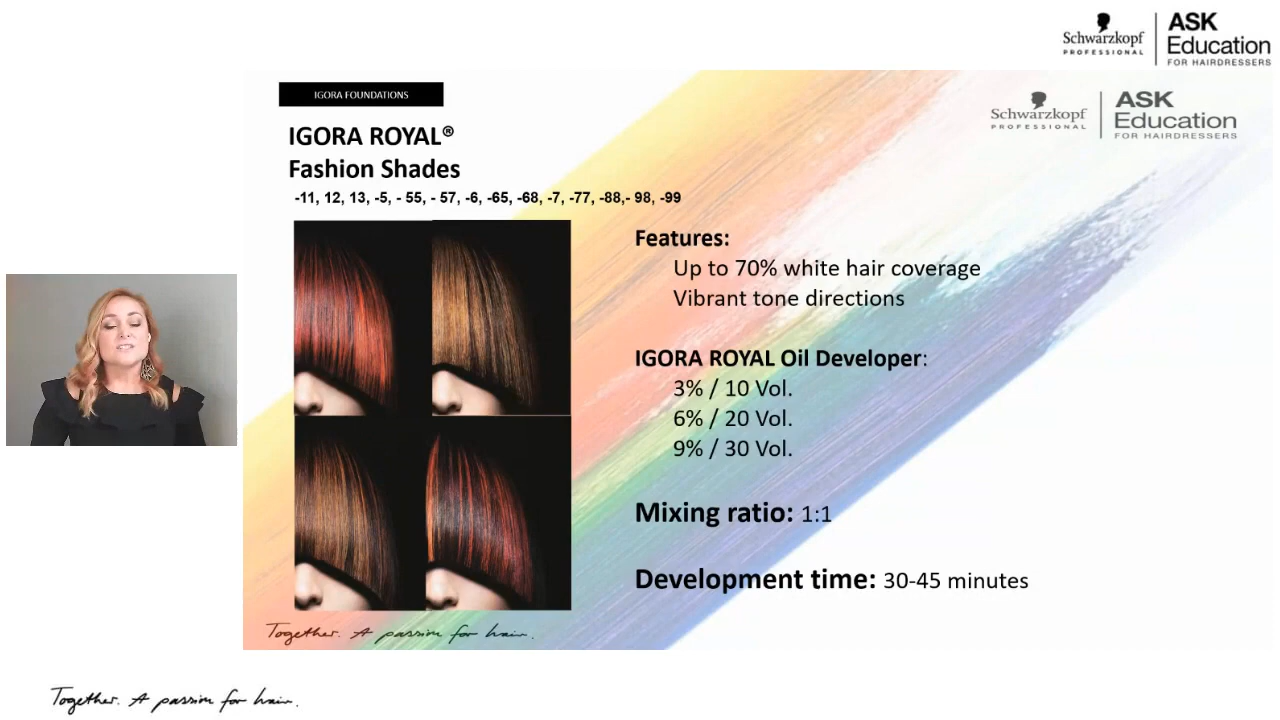 Schwarzkopf
PROFESSIONAL
ASK
Education
FOR HAIRDRESSERS
IGORA FOUNDATIONS
Schwarzkopf
PROFESSIONAL
ASK
Education
FOR HAIRDRESSERS
IGORA ROYAL®
Fashion Shades
-11, 12, 13, -5, - 55, - 57, -6, -65, -68, -7, -77, -88,- 98, -99
Features:
Up to 70% white hair coverage
Vibrant tone directions
IGORA ROYAL Oil Developer:
3% / 10 Vol.
6% / 20 Vol.
9% / 30 Vol.
Mixing ratio: 1:1
Development time: 30-45 minutes
Together. A passion for hair.
Together. A passion for hair.